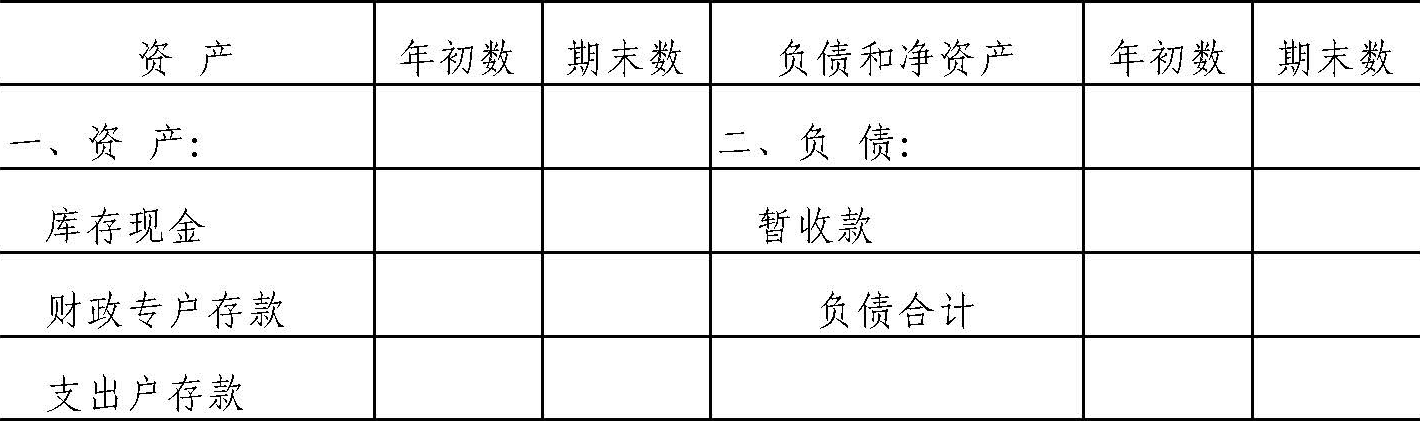 资 产 年初数 期末数 负债和净资产 年初数 期末数
一、资 产: 二、负 债:
库存现金 暂收款
财政专户存款 负债合计
支出户存款